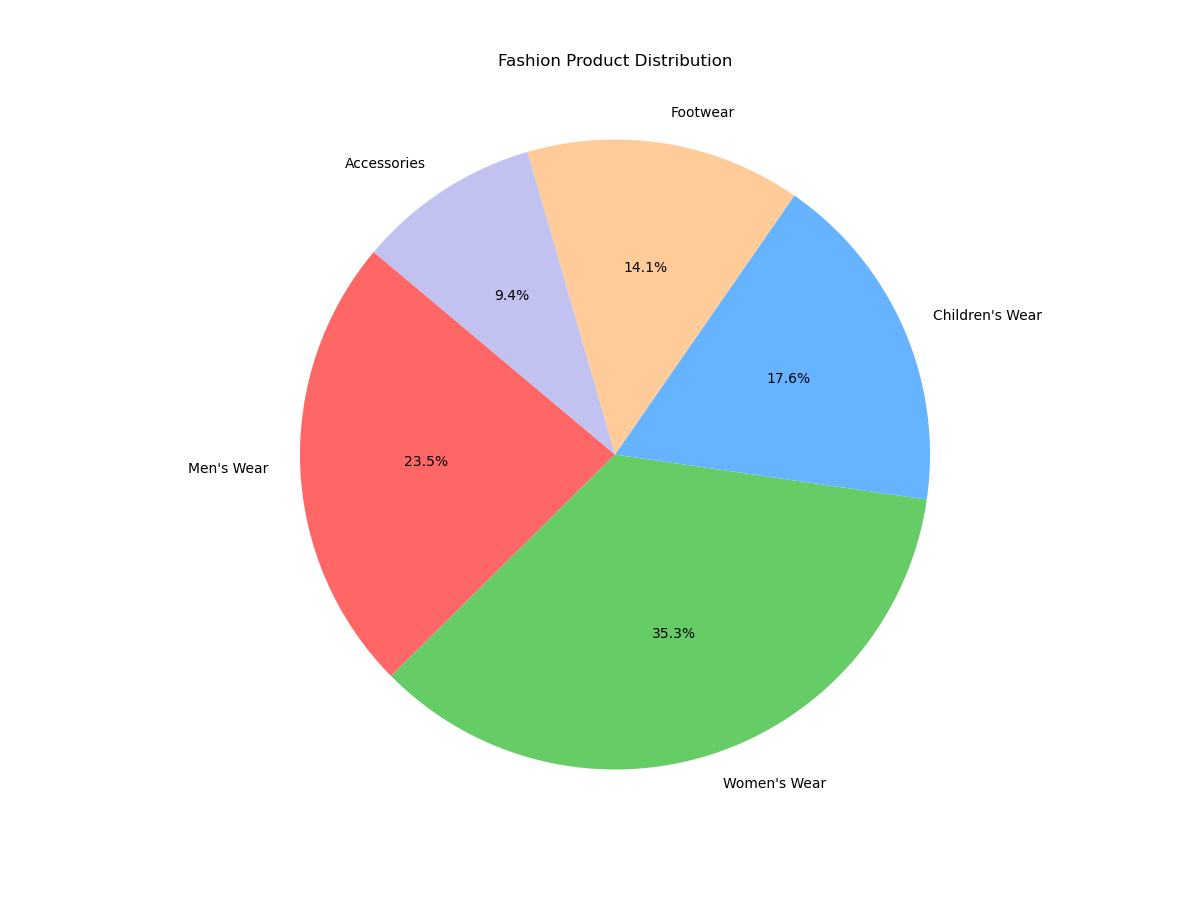 Fashion Product Distribution
Footwear
Accessories
14.1%
9.4%
Children's Wear
17.6%
Men's Wear
23.5%
35.3%
Women's Wear